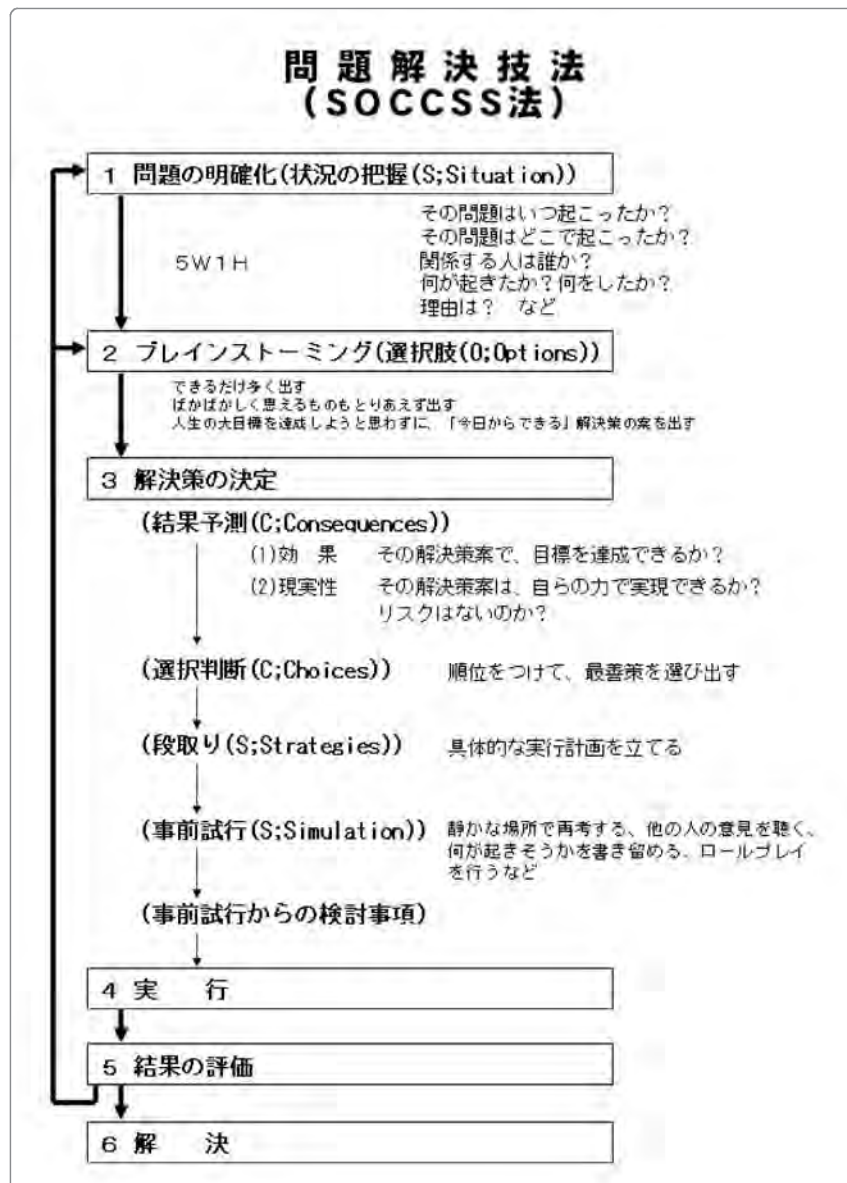 問題解決技法
(SOCCSS法)
1 問題の明確化(状況の把握(S;Situation))
その問題はいつ起こったか?
その問題はどこで起こったか?
5W1H
関係する人は誰か?
何が起きたか?何をしたか?
理由は? など
2 ブレインストーミング(選択肢(O;Options))
できるだけ多く出す
ばかばかしく思えるものもとりあえず出す
人生の大目標を達成しようと思わずに、「今日からできる」解決策の案を出す
3 解決策の決定
(結果予測(C;Consequences))
(1)効 果 その解決策案で、目標を達成できるか?
(2)現実性 その解決策案は、自らの力で実現できるか?
リスクはないのか?
(選択判断(C;Choices)) 順位をつけて、最善策を選び出す
(段取り(S;Strategies)) 具体的な実行計画を立てる
(事前試行(S;Simulation)) 静かな場所で再考する、他の人の意見を聴く、
何が起きそうかを書き留める、ロールプレイ
を行うなど
(事前試行からの検討事項)
4 実 行
5 結果の評価
6 解 決